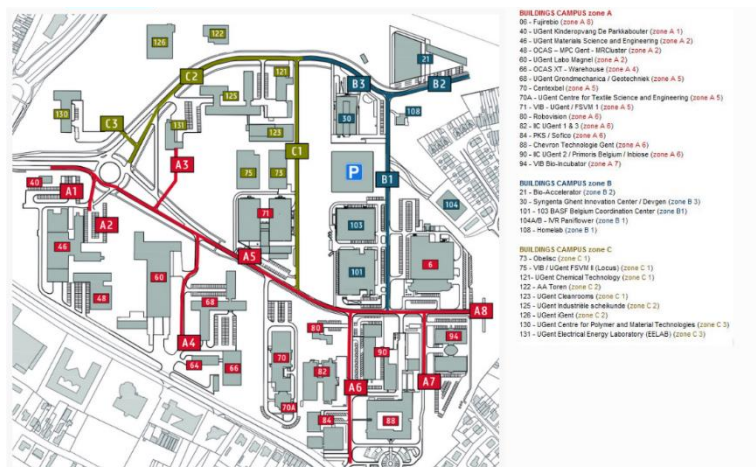 126
122
C2
121
21
B3
B2
125
130
30
108
C3
131
123
A3
C1
P
40
A1
75
73
B1
104
A2
71
103
46
A5
60
101
6
48
68
A8
A4
80
94
64
66
70
82
90
A6
A7
70A
84
88
BUILDINGS CAMPUS zone A
06 - Fujirebio (zone A 8)
40 - UGent Kinderopvang De Parkkabouter (zone A 1)
46 - UGent Materials Science and Engineering (zone A 2)
48 - OCAS – MPC Gent - MRCluster (zone A 2)
60 - UGent Labo Magnel (zone A 2)
66 - OCAS XT - Warehouse (zone A 4)
68 - UGent Grondmechanica / Geotechniek (zone A 5)
70 - Centexbel (zone A 5)
70A - UGent Centre for Textile Science and Engineering (zone A 5)
71 - VIB - UGent / FSVM 1 (zone A 5)
80 - Robovision (zone A 6)
82 - IIC UGent 1 & 3 (zone A 6)
84 - PKS / Sofico (zone A 6)
88 - Chevron Technologie Gent (zone A 6)
90 - IIC UGent 2 / Primoris Belgium / Inbiose (zone A 6)
94 - VIB Bio-Incubator (zone A 7)
BUILDINGS CAMPUS zone B
21 - Bio-Accelerator (zone B 2)
30 - Syngenta Ghent Innovation Center / Devgen (zone B 3)
101 - 103 BASF Belgium Coordination Center (zone B1)
104A/B - IVR Paniflower (zone B 1)
108 - Homelab (zone B 1)
BUILDINGS CAMPUS zone C
73 - Obelisc (zone C 1)
75 - VIB / UGent FSVM II (Locus) (zone C 1)
121- UGent Chemical Technology (zone C 1)
122 - AA Toren (zone C 2)
123 - UGent Cleanrooms (zone C 1)
125 - UGent Industriële scheikunde (zone C 2)
126 - UGent iGent (zone C 2)
130 - UGent Centre for Polymer and Material Technologies (zone C 3)
131 - UGent Electrical Energy Laboratory (EELAB) (zone C 3)